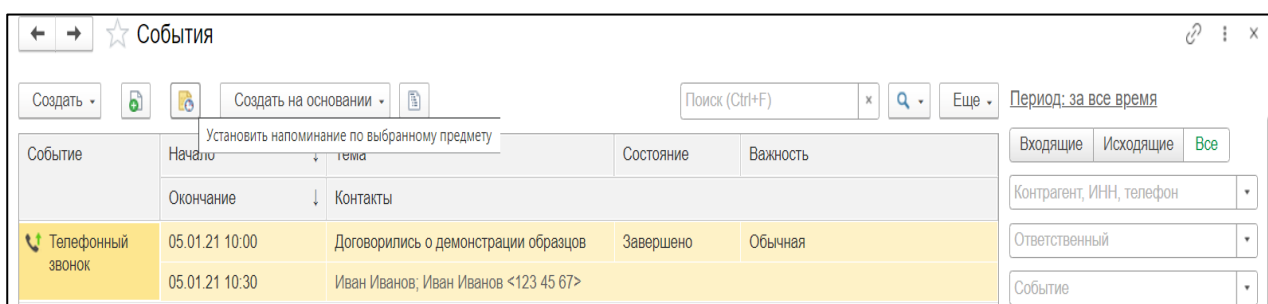 События
Создать
Создать на основании
Поиск (Ctrl+F)
x
Еще
Период: за все время
Установить напоминание по выбранному предмету
Входящие Исходящие Все
Событие Начало ↓ Тема Состояние Важность
Окончание ↓ Контакты
Контрагент, ИНН, телефон
Телефонный звонок
05.01.21 10:00 Договорились о демонстрации образцов Завершено Обычная
Ответственный
05.01.21 10:30 Иван Иванов; Иван Иванов <123 45 67>
Событие